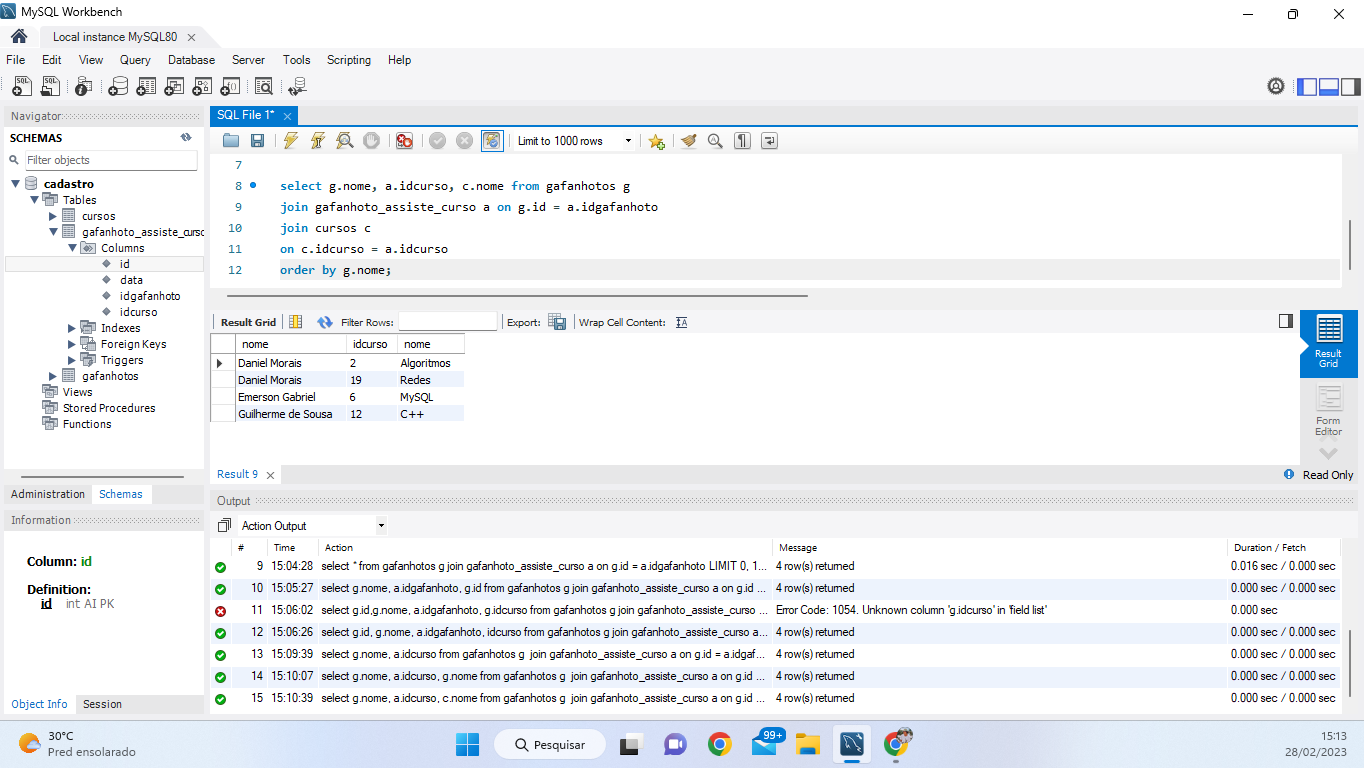 MySQL Workbench
Local instance MySQL80
File Edit View Query Database Server Tools Scripting Help
Navigator
SCHEMAS
Filter objects
cadastro
Tables
cursos
gafanhoto_assiste_curso
Columns
id
data
idgafanhoto
idcurso
Indexes
Foreign Keys
Triggers
gafanhotos
Views
Stored Procedures
Functions
Administration Schemas
Information
Column: id
Definition:
id int AI PK
Object Info Session
SQL File 1*
Limit to 1000 rows
7
8 select g.nome, a.idcurso, c.nome from gafanhotos g
9 join gafanhoto_assiste_curso a on g.id = a.idgafanhoto
10 join cursos c
11 on c.idcurso = a.idcurso
12 order by g.nome;
Result Grid Filter Rows: Export: Wrap Cell Content:
nome idcurso nome
Daniel Morais 2 Algoritmos
Daniel Morais 19 Redes
Emerson Gabriel 6 MySQL
Guilherme de Sousa 12 C++
Result Grid
Form Editor
Result 9
Read Only
Output
Action Output
# Time Action Message Duration / Fetch
9 15:04:28 select * from gafanhotos g join gafanhoto_assiste_curso a on g.id = a.idgafanhoto LIMIT 0, 1... 4 row(s) returned 0.016 sec / 0.000 sec
10 15:05:27 select g.nome, a.idgafanhoto, g.id from gafanhotos g join gafanhoto_assiste_curso a on g.id ... 4 row(s) returned 0.000 sec / 0.000 sec
11 15:06:02 select g.id,g.nome, a.idgafanhoto, g.idcurso from gafanhotos g join gafanhoto_assiste_curso ... Error Code: 1054. Unknown column 'g.idcurso' in 'field list' 0.000 sec
12 15:06:26 select g.id, g.nome, a.idgafanhoto, idcurso from gafanhotos g join gafanhoto_assiste_curso a... 4 row(s) returned 0.000 sec / 0.000 sec
13 15:09:39 select g.nome, a.idcurso from gafanhotos g join gafanhoto_assiste_curso a on g.id = a.idgaf... 4 row(s) returned 0.000 sec / 0.000 sec
14 15:10:07 select g.nome, a.idcurso, g.nome from gafanhotos g join gafanhoto_assiste_curso a on g.id ... 4 row(s) returned 0.000 sec / 0.000 sec
15 15:10:39 select g.nome, a.idcurso, c.nome from gafanhotos g join gafanhoto_assiste_curso a on g.id ... 4 row(s) returned 0.000 sec / 0.000 sec
30°C
Pred ensolarado
Pesquisar
99+
15:13
28/02/2023